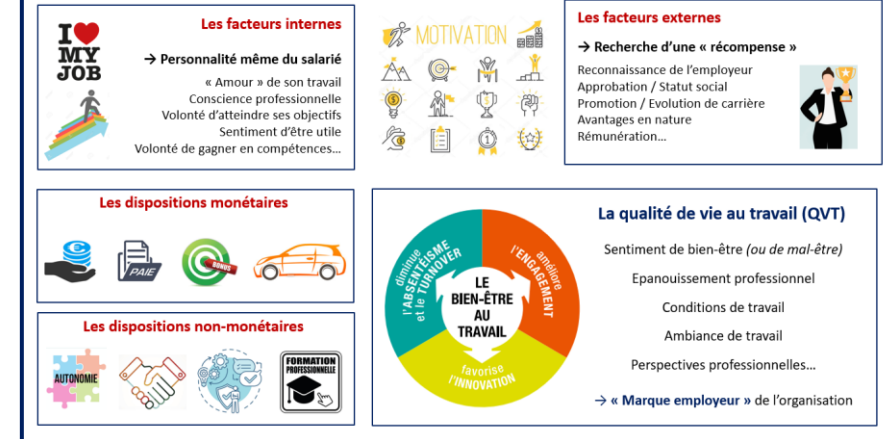 Les facteurs internes
I
MY
JOB
→ Personnalité même du salarié
« Amour » de son travail
Conscience professionnelle
Volonté d'atteindre ses objectifs
Sentiment d'être utile
Volonté de gagner en compétences…
MOTIVATION
Les facteurs externes
→ Recherche d'une « récompense »
Reconnaissance de l'employeur
Approbation / Statut social
Promotion / Evolution de carrière
Avantages en nature
Rémunération…
Les dispositions monétaires
PAIE
BONUS
Les dispositions non-monétaires
AUTONOMIE
FORMATION
PROFESSIONNELLE
diminue
l'ABSENTÉISME
et le TURNOVER
améliore
l'ENGAGEMENT
LE
BIEN-ÊTRE
AU
TRAVAIL
favorise
l'INNOVATION
La qualité de vie au travail (QVT)
Sentiment de bien-être (ou de mal-être)
Epanouissement professionnel
Conditions de travail
Ambiance de travail
Perspectives professionnelles…
→ « Marque employeur » de l'organisation